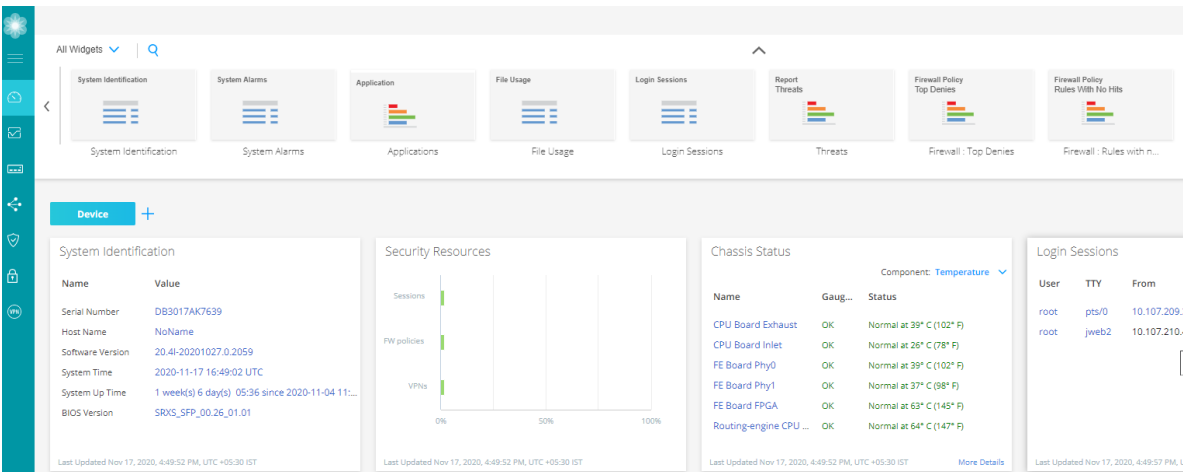 All Widgets
System Identification
System Alarms
Application
File Usage
Login Sessions
Report
Threats
Firewall Policy
Top Denies
Firewall Policy
Rules With No Hits
System Identification
System Alarms
Applications
File Usage
Login Sessions
Threats
Firewall : Top Denies
Firewall : Rules with n...
VPN
Device
System Identification
Name Value
Serial Number DB3017AK7639
Host Name NoName
Software Version 20.4I-20201027.0.2059
System Time 2020-11-17 16:49:02 UTC
System Up Time 1 week(s) 6 day(s) 05:36 since 2020-11-04 11:...
BIOS Version SRXS_SFP_00.26_01.01
Last Updated Nov 17, 2020, 4:49:52 PM, UTC +05:30 IST
Security Resources
Sessions
FW policies
VPNs
0% 50% 100%
Last Updated Nov 17, 2020, 4:49:52 PM, UTC +05:30 IST
Chassis Status
Component: Temperature
Name Gaug... Status
CPU Board Exhaust OK Normal at 39° C (102° F)
CPU Board Inlet OK Normal at 26° C (78° F)
FE Board Phy0 OK Normal at 39° C (102° F)
FE Board Phy1 OK Normal at 37° C (98° F)
FE Board FPGA OK Normal at 63° C (145° F)
Routing-engine CPU ... OK Normal at 64° C (147° F)
Last Updated Nov 17, 2020, 4:49:52 PM, UTC +05:30 IST More Details
Login Sessions
User TTY From
root pts/0 10.107.209.
root jweb2 10.107.210.
Last Updated Nov 17, 2020, 4:49:57 PM,